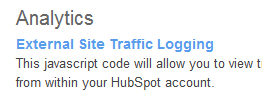 Analytics
External Site Traffic Logging
This javascript code will allow you to view t
from within your HubSpot account.